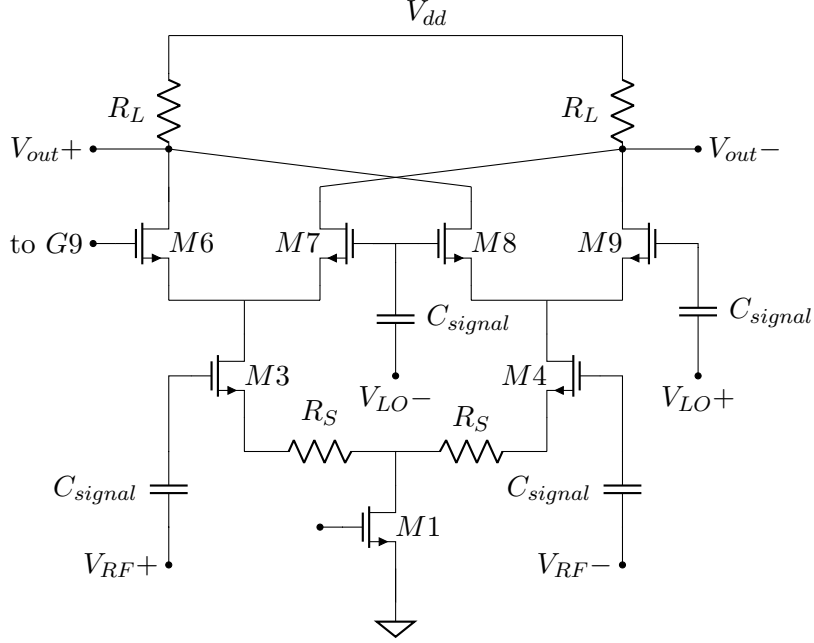 V_{dd}
R_L
R_L
V_{out}+
V_{out}−
to G9
M6
M7
M8
M9
C_{signal}
C_{signal}
M3
M4
V_{LO}−
V_{LO}+
R_S
R_S
C_{signal}
C_{signal}
M1
V_{RF}+
V_{RF}−